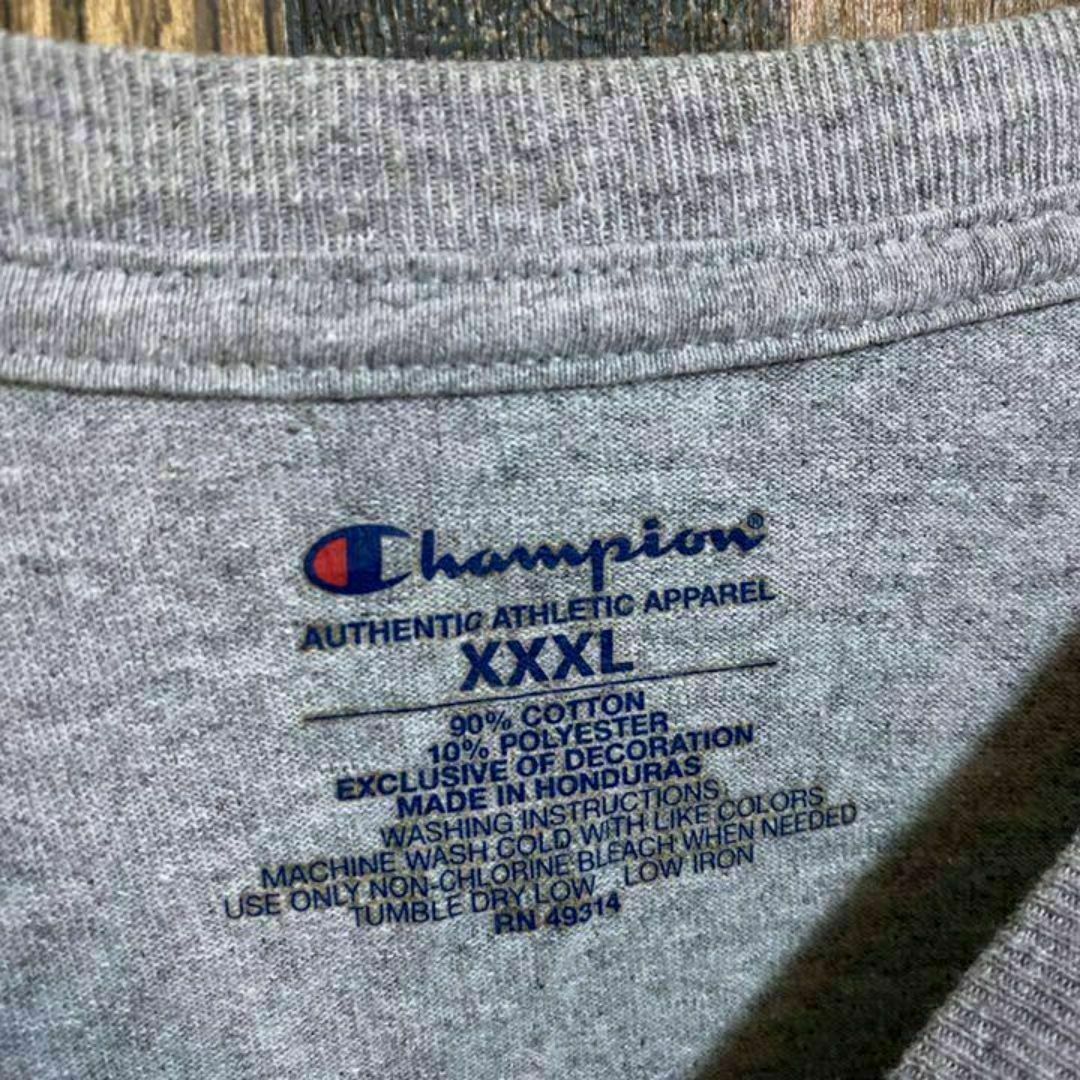 Champion®
AUTHENTIC ATHLETIC APPAREL
XXXL
90% COTTON
10% POLYESTER
EXCLUSIVE OF DECORATION
MADE IN HONDURAS
WASHING INSTRUCTIONS
MACHINE WASH COLD WITH LIKE COLORS
USE ONLY NON-CHLORINE BLEACH WHEN NEEDED
TUMBLE DRY LOW LOW IRON
RN 49314